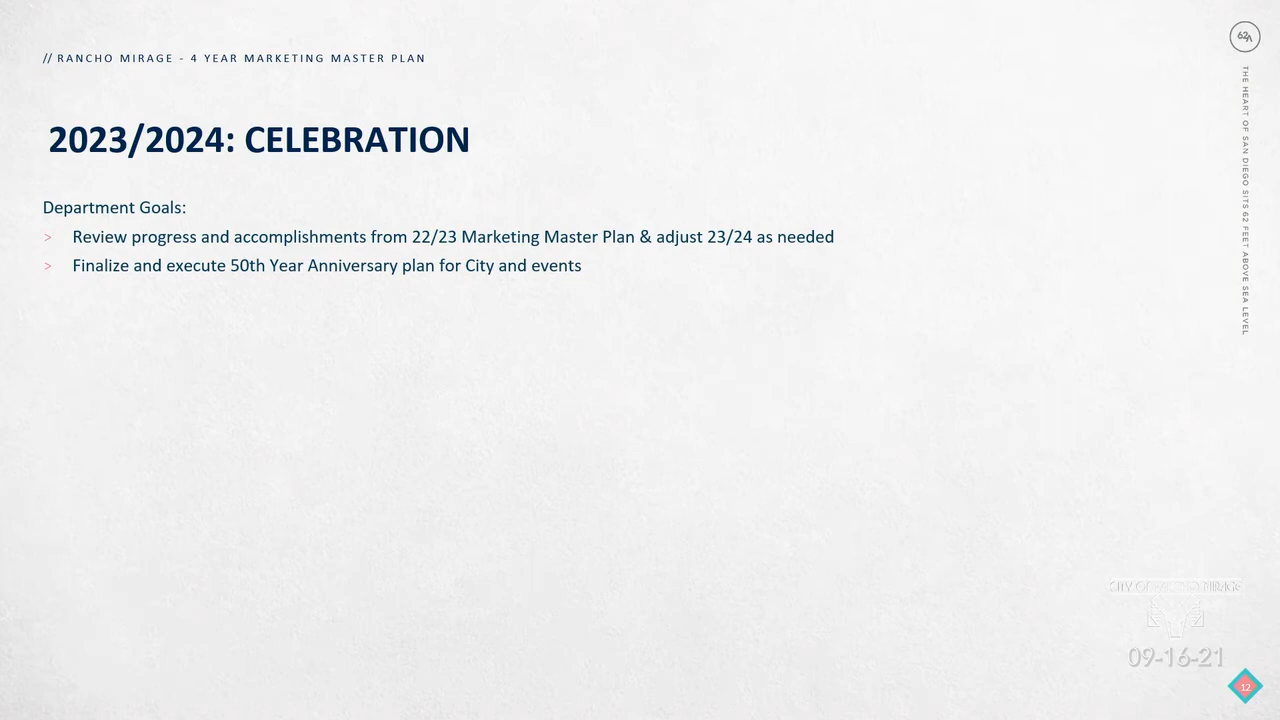 // RANCHO MIRAGE - 4 YEAR MARKETING MASTER PLAN
62
THE HEART OF SAN DIEGO SITS 62 FEET ABOVE SEA LEVEL
2023/2024: CELEBRATION
Department Goals:
> Review progress and accomplishments from 22/23 Marketing Master Plan & adjust 23/24 as needed
> Finalize and execute 50th Year Anniversary plan for City and events
CITY OF RANCHO MIRAGE
09-16-21
12